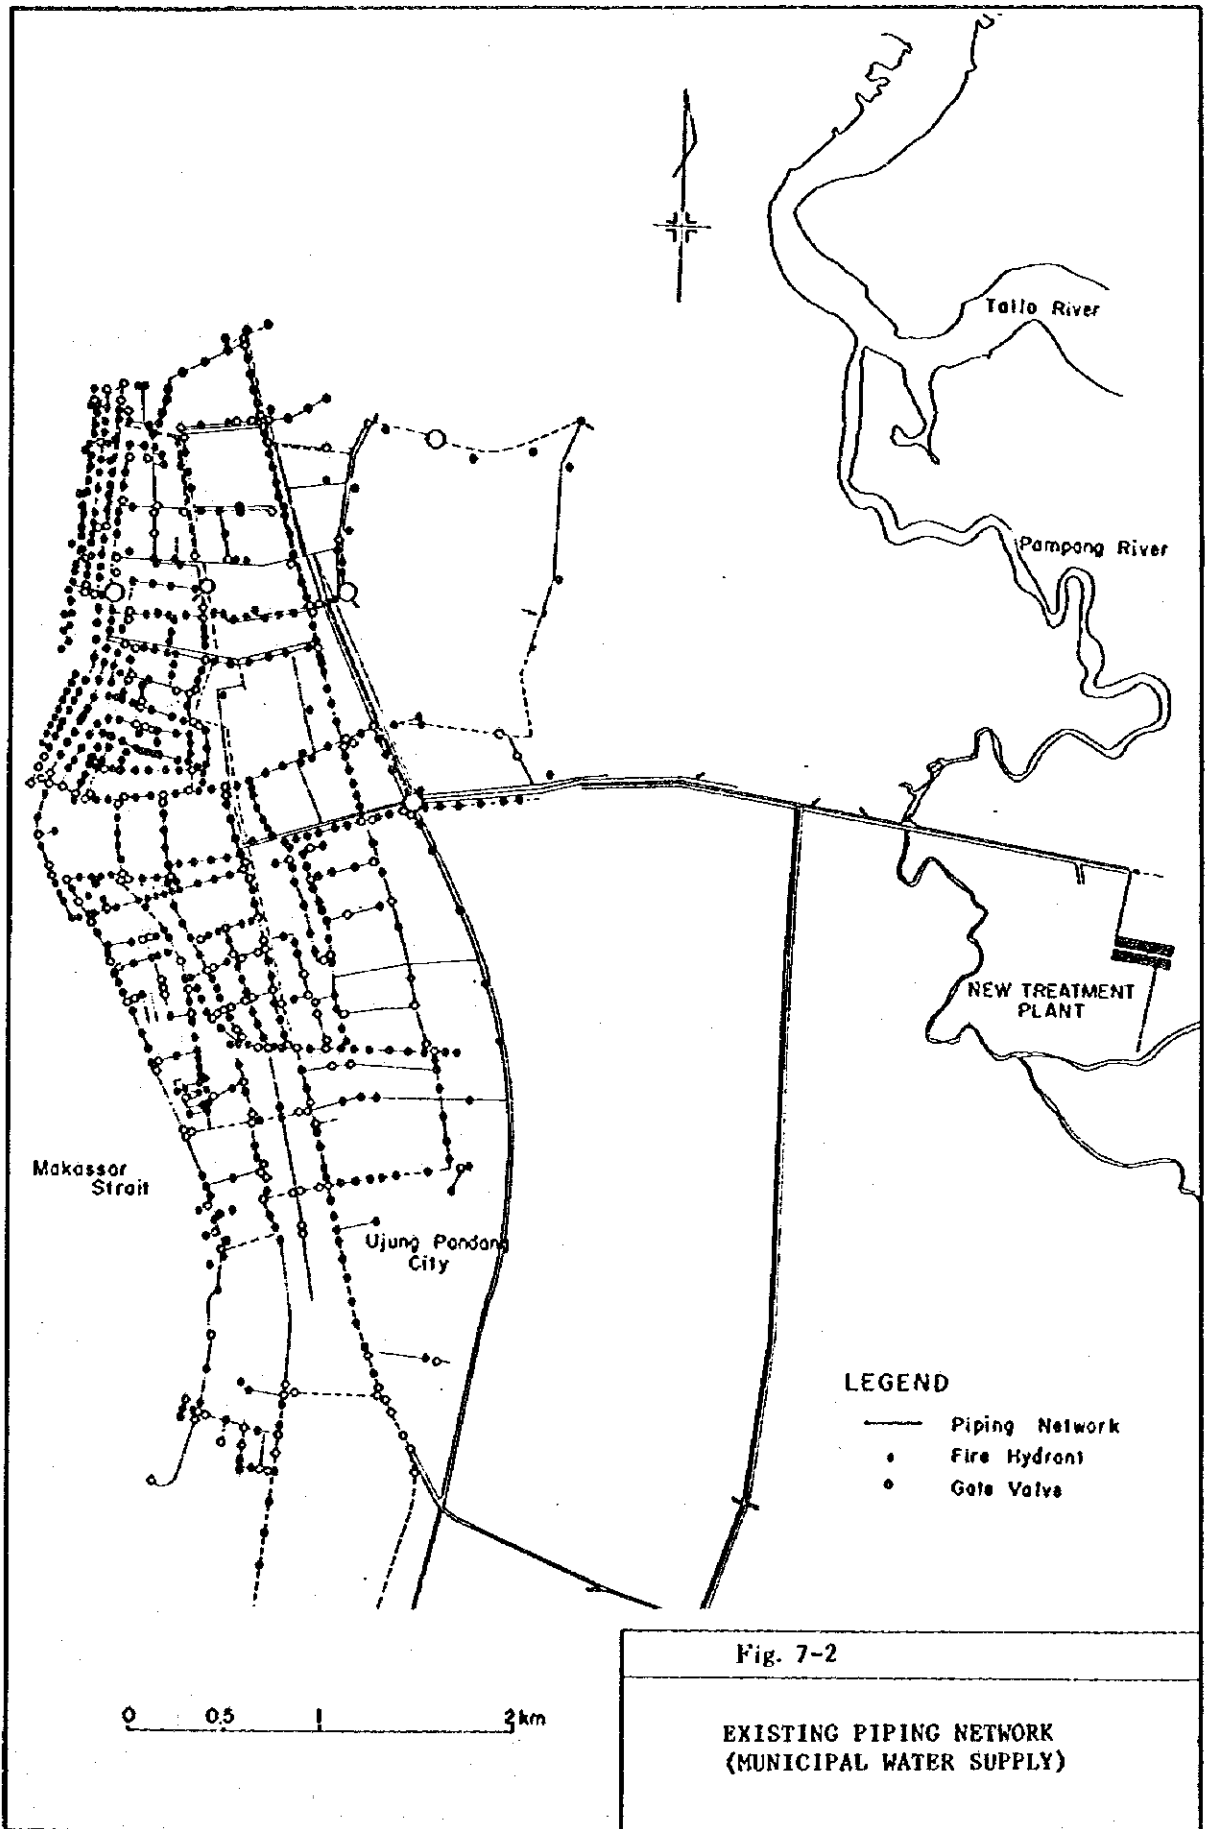 Tallo River
Pampang River
NEW TREATMENT
PLANT
Makassar
Strait
Ujung Pandang
City
LEGEND
Piping Network
Fire Hydrant
Gate Valve
Fig. 7-2
0 0.5 1 2km
EXISTING PIPING NETWORK
(MUNICIPAL WATER SUPPLY)